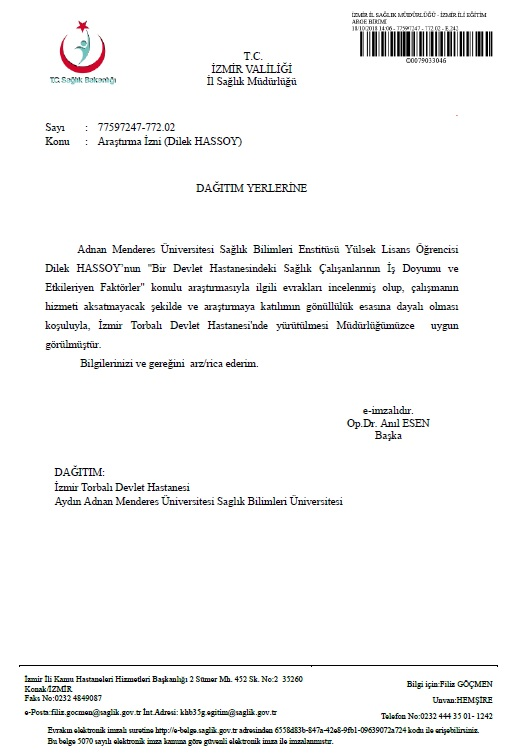 İZMİR İL SAĞLIK MÜDÜRLÜĞÜ - İZMİR İLİ EĞİTİM
ARGE BİRİMİ
18/10/2018 14:06 - 77597247 - 772.02 - E.242
00079033046
T.C. Sağlık Bakanlığı
T.C.
İZMİR VALİLİĞİ
İl Sağlık Müdürlüğü
Sayı : 77597247-772.02
Konu : Araştırma İzni (Dilek HASSOY)
DAĞITIM YERLERİNE
Adnan Menderes Üniversitesi Sağlık Bilimleri Enstitüsü Yülsek Lisans Öğrencisi
Dilek HASSOY'nun "Bir Devlet Hastanesindeki Sağlık Çalışanlarının İş Doyumu ve
Etkileriyen Faktörler" konulu araştırmasıyla ilgili evrakları incelenmiş olup, çalışmanın
hizmeti aksatmayacak şekilde ve araştırmaya katılımın gönüllülük esasına dayalı olması
koşuluyla, İzmir Torbalı Devlet Hastanesi'nde yürütülmesi Müdürlüğümüzce uygun
görülmüştür.
Bilgilerinizi ve gereğini arz/rica ederim.
e-imzalıdır.
Op.Dr. Anıl ESEN
Başka
DAĞITIM:
İzmir Torbalı Devlet Hastanesi
Aydın Adnan Menderes Üniversitesi Saglık Bilimleri Üniversitesi
İzmir İli Kamu Hastaneleri Hizmetleri Başkanlığı 2 Sümer Mh. 452 Sk. No:2 35260
Konak/İZMİR
Faks No:0232 4849087
e-Posta:filiz.gocmen@saglik.gov.tr İnt.Adresi: khb35g.egitim@saglik.gov.tr
Bilgi için:Filiz GÖÇMEN
Unvan:HEMŞİRE
Telefon No:0232 444 35 01- 1242
Evrakın elektronik imzalı suretine http://e-belge.saglik.gov.tr adresinden 6558d83b-847a-42e8-9fb1-09639072a724 kodu ile erişebilirsiniz.
Bu belge 5070 sayılı elektronik imza kanuna göre güvenli elektronik imza ile imzalanmıştır.